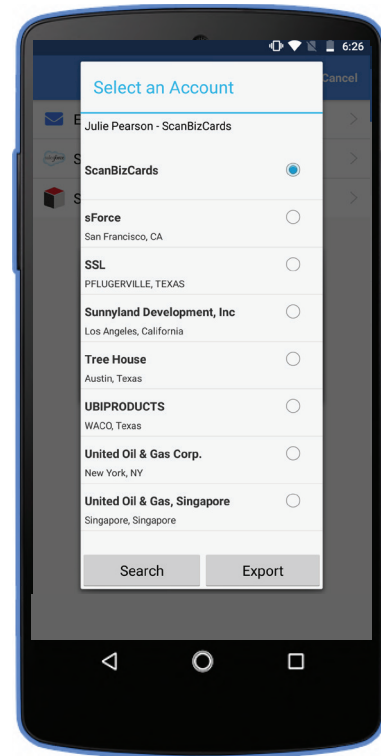 6:26
Cancel
Select an Account
E
S
S
Julie Pearson - ScanBizCards
ScanBizCards
sForce
San Francisco, CA
SSL
PFLUGERVILLE, TEXAS
Sunnyland Development, Inc
Los Angeles, California
Tree House
Austin, Texas
UBIPRODUCTS
WACO, Texas
United Oil & Gas Corp.
New York, NY
United Oil & Gas, Singapore
Singapore, Singapore
Search Export